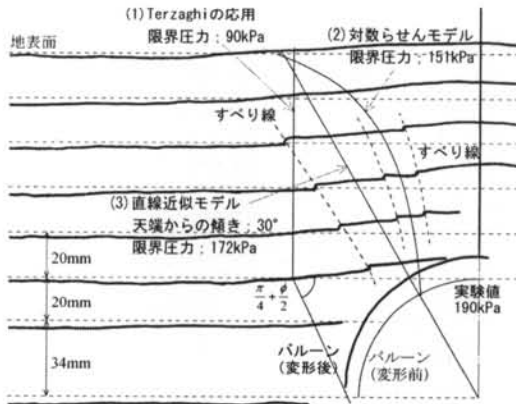 (1) Terzaghiの応用
限界圧力：90kPa
(2) 対数らせんモデル
限界圧力：151kPa
地表面
すべり線
すべり線
(3) 直線近似モデル
天端からの傾き：30°
限界圧力：172kPa
20mm
20mm
34mm
π/4 + φ/2
実験値
190kPa
バルーン
(変形後)
バルーン
(変形前)